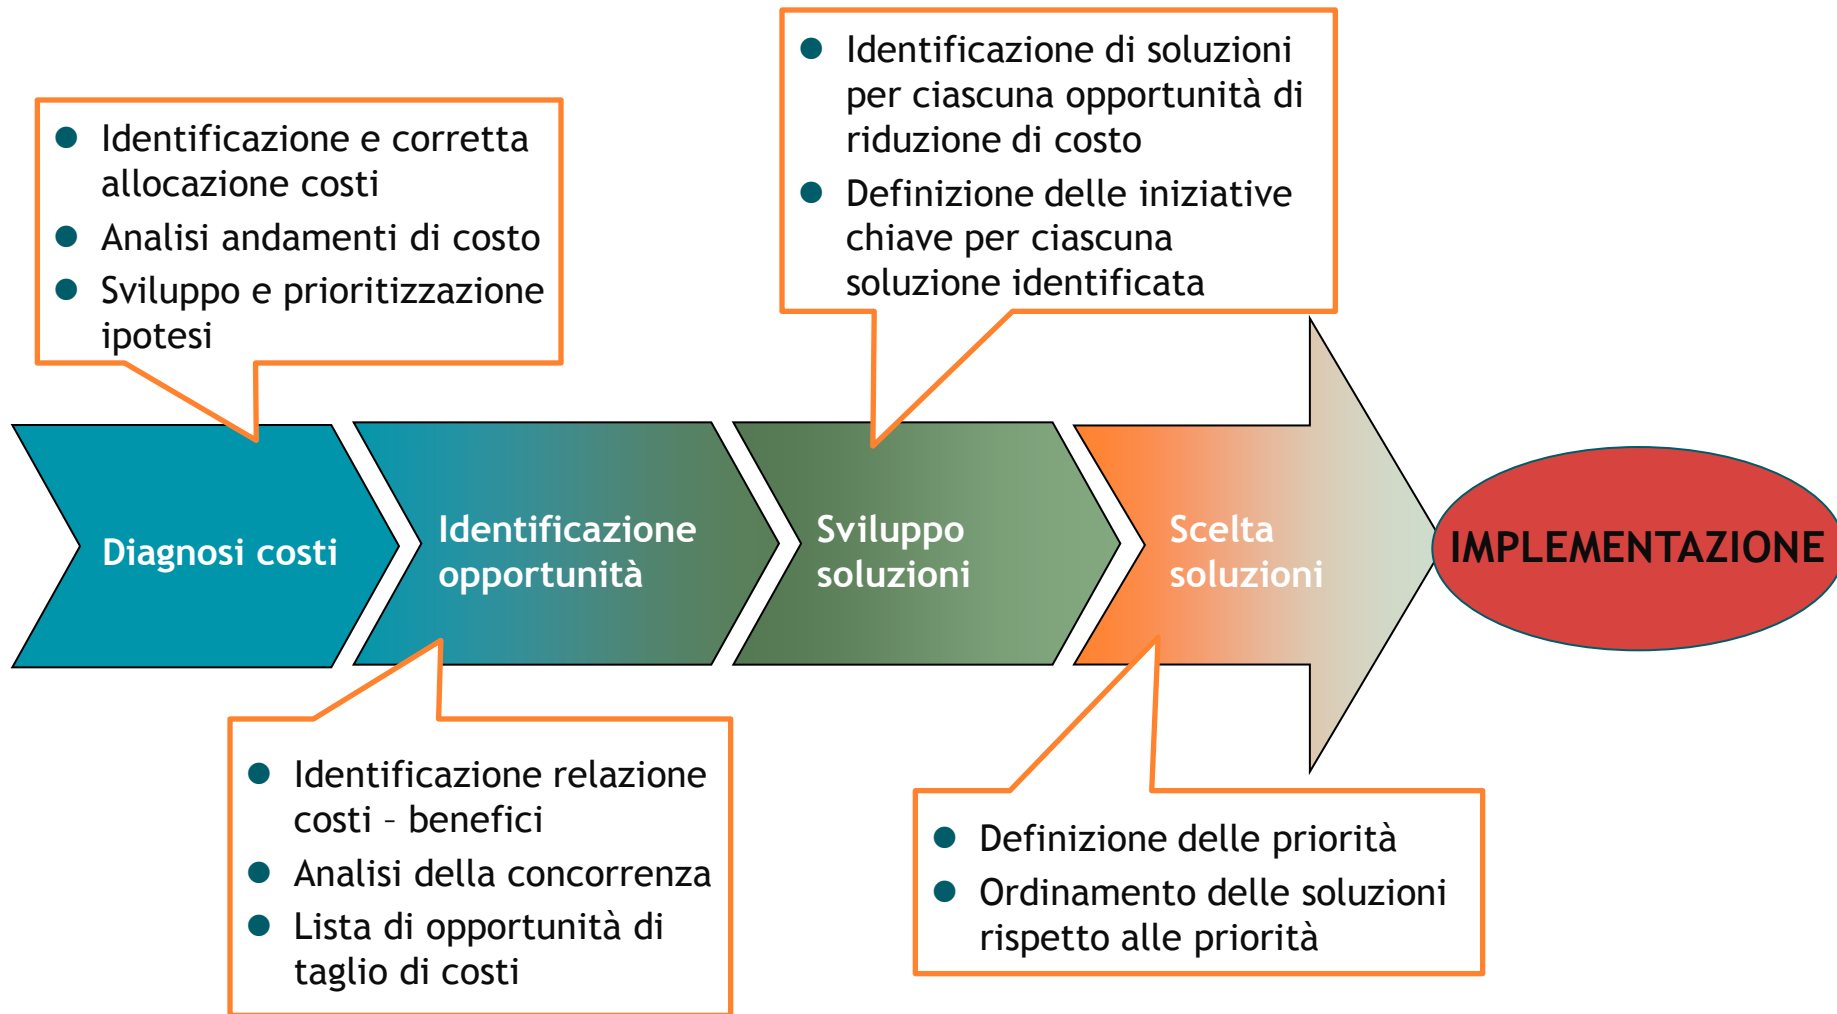 ● Identificazione e corretta
allocazione costi
● Analisi andamenti di costo
● Sviluppo e prioritizzazione
ipotesi
● Identificazione di soluzioni
per ciascuna opportunità di
riduzione di costo
● Definizione delle iniziative
chiave per ciascuna
soluzione identificata
Diagnosi costi
Identificazione
opportunità
Sviluppo
soluzioni
Scelta
soluzioni
IMPLEMENTAZIONE
● Identificazione relazione
costi – benefici
● Analisi della concorrenza
● Lista di opportunità di
taglio di costi
● Definizione delle priorità
● Ordinamento delle soluzioni
rispetto alle priorità